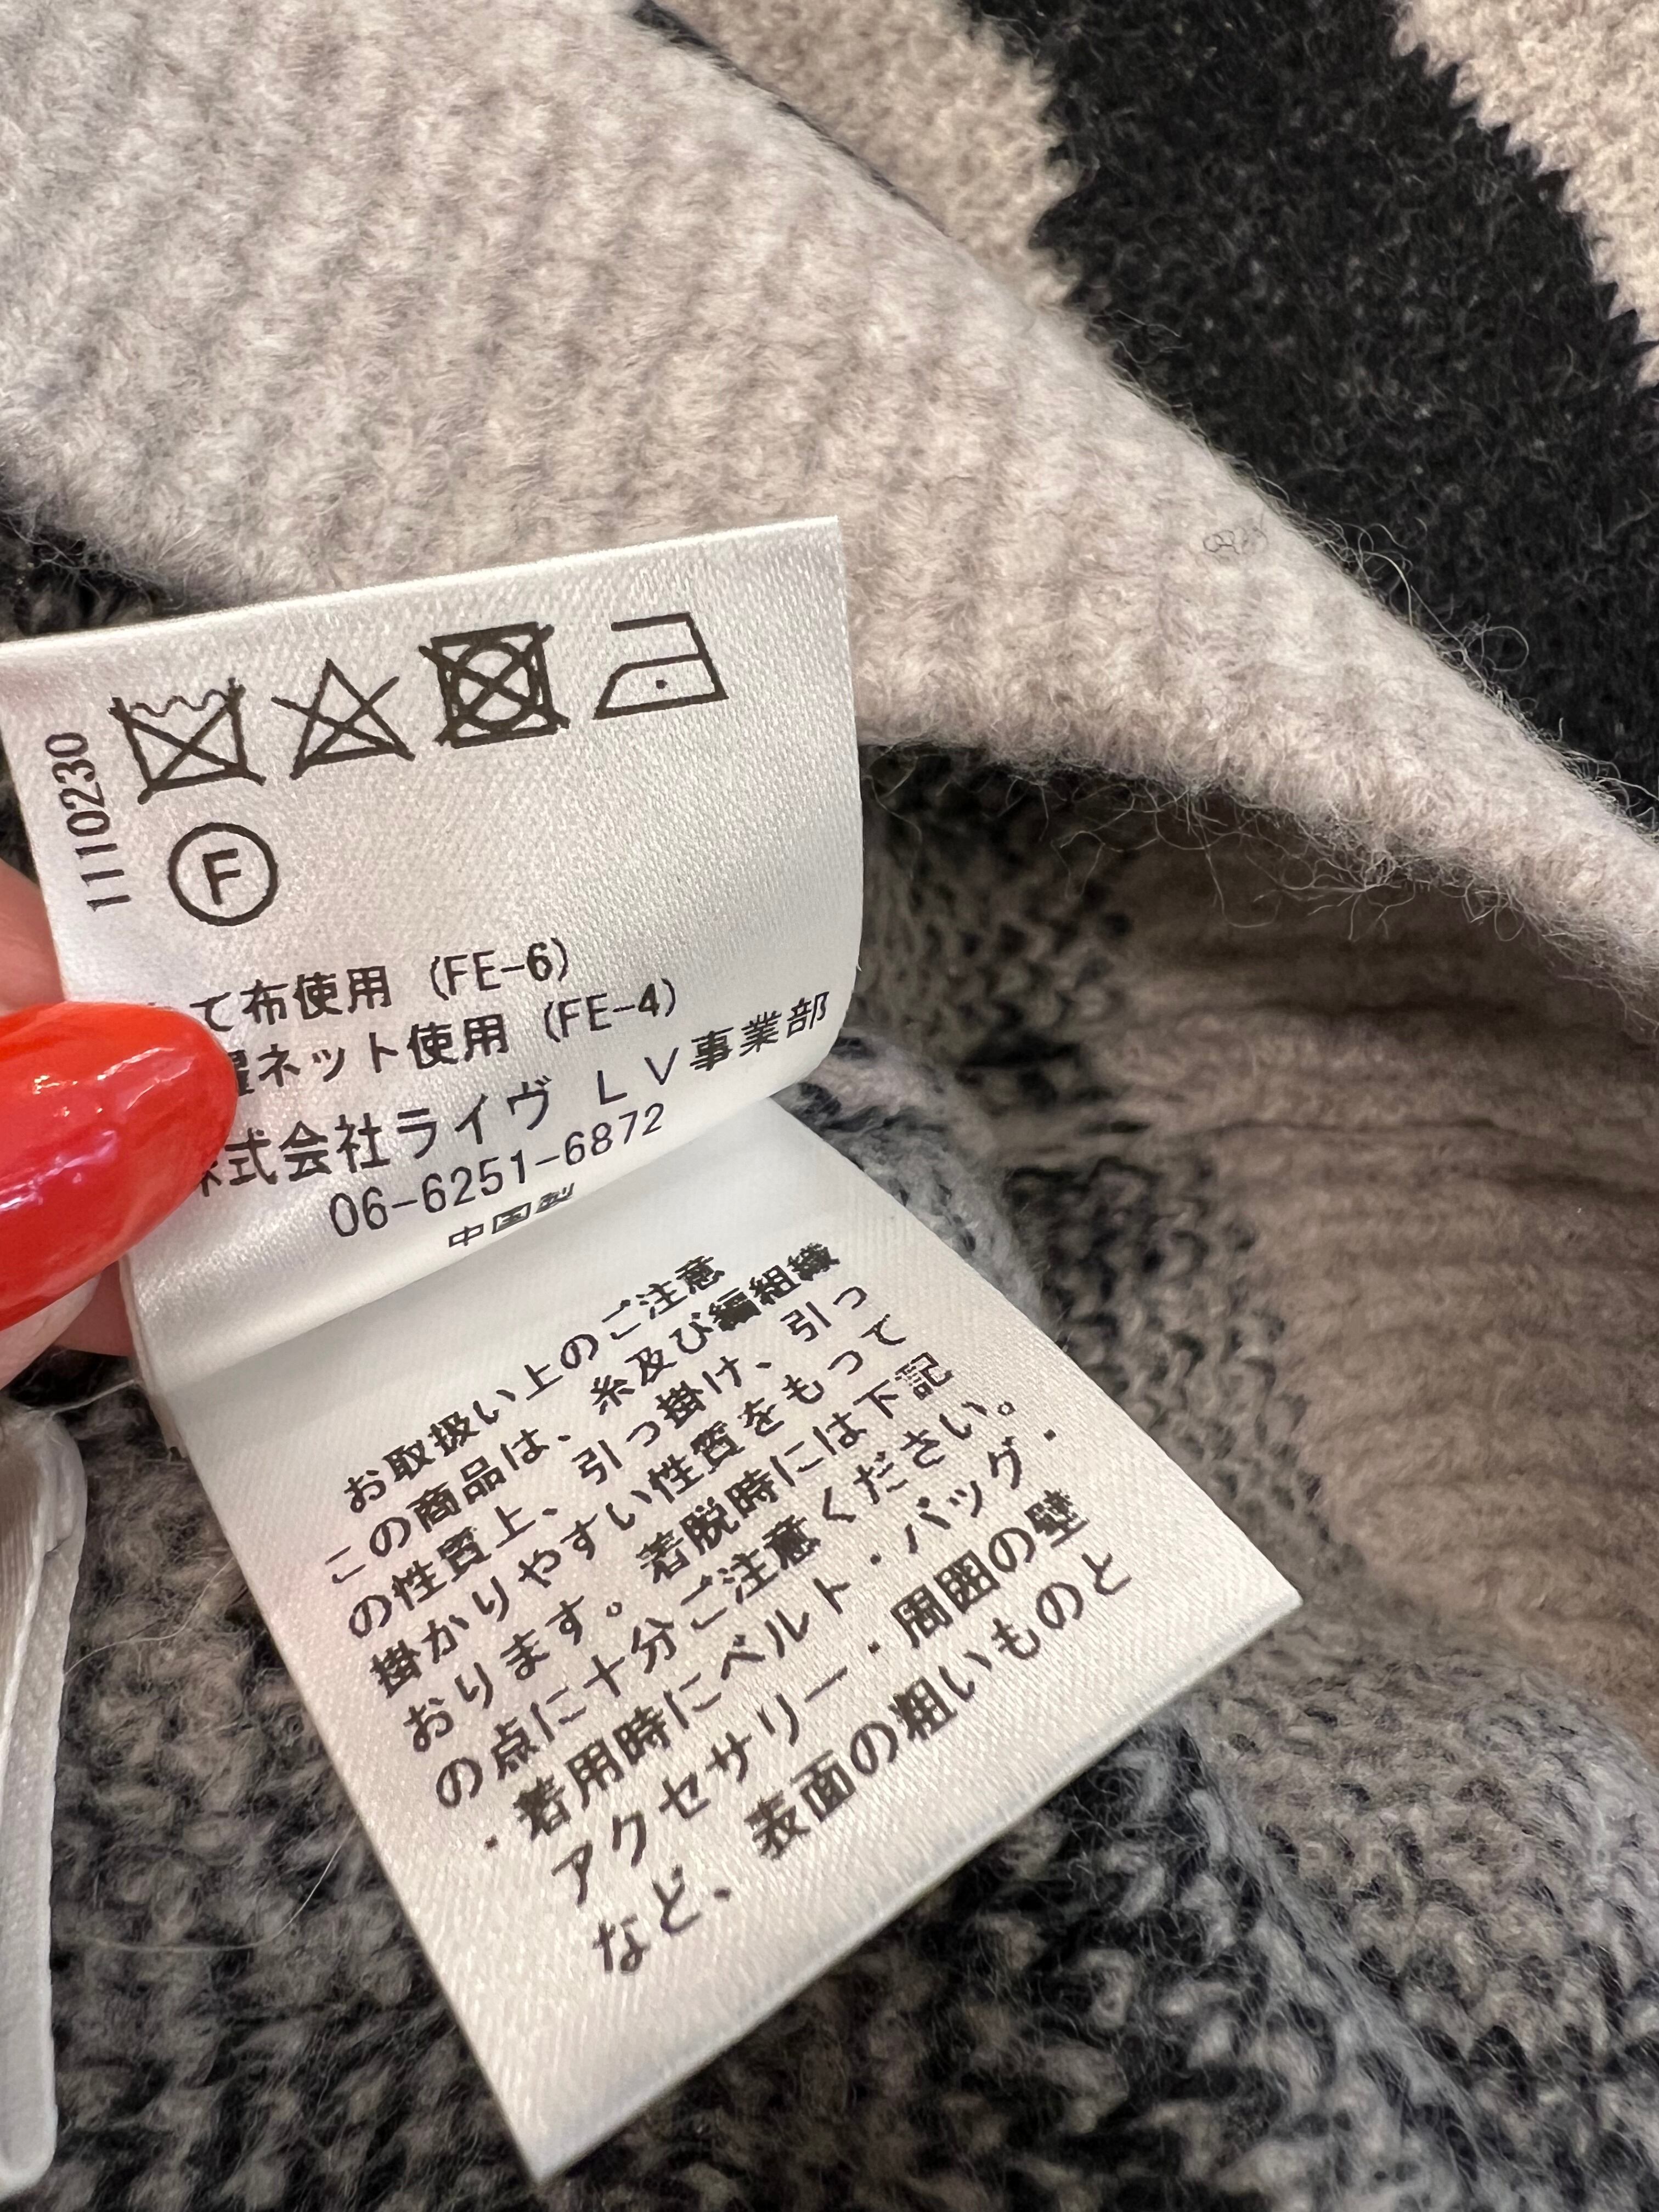 1110230
F
て布使用 (FE-6)
ネット使用 (FE-4)
式会社ライヴ LV事業部
06-6251-6872
中国製
お取扱い上のご注意
この商品は、糸及び編組織
の性質上、引っ掛け、引っ
掛かりやすい性質をもって
おります。着脱時には下記
の点に十分ご注意ください。
・着用時にベルト・バッグ・
アクセサリー・周囲の壁
など、表面の粗いものと